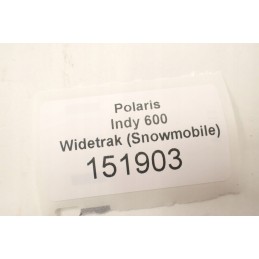 Polaris
Indy 600
Widetrak (Snowmobile)
151903